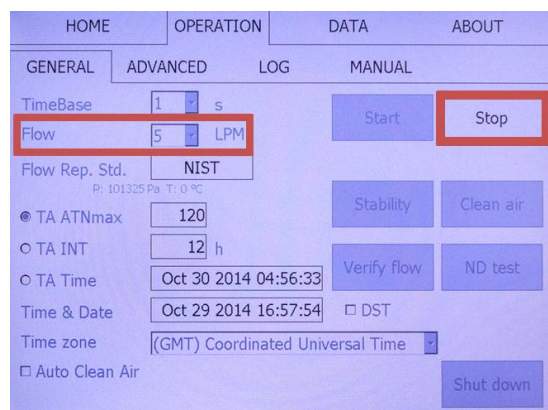 HOME OPERATION DATA ABOUT
GENERAL ADVANCED LOG MANUAL
TimeBase 1 s Start Stop
Flow 5 LPM
Flow Rep. Std. NIST
P: 101325 Pa T: 0 ºC
TA ATNmax 120 Stability Clean air
TA INT 12 h
TA Time Oct 30 2014 04:56:33 Verify flow ND test
Time & Date Oct 29 2014 16:57:54 DST
Time zone (GMT) Coordinated Universal Time
Auto Clean Air Shut down